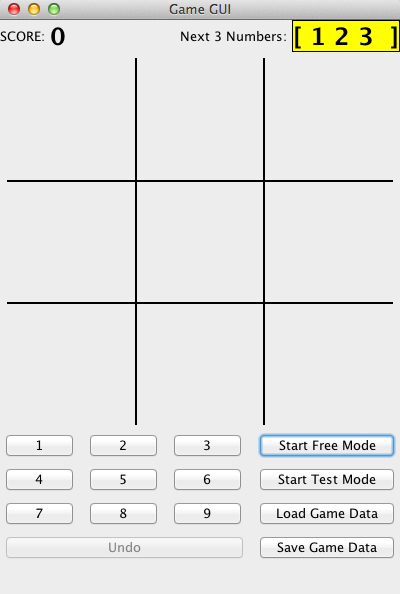 Game GUI
SCORE: 0 Next 3 Numbers: [ 1 2 3 ]
1 2 3 Start Free Mode
4 5 6 Start Test Mode
7 8 9 Load Game Data
Undo Save Game Data